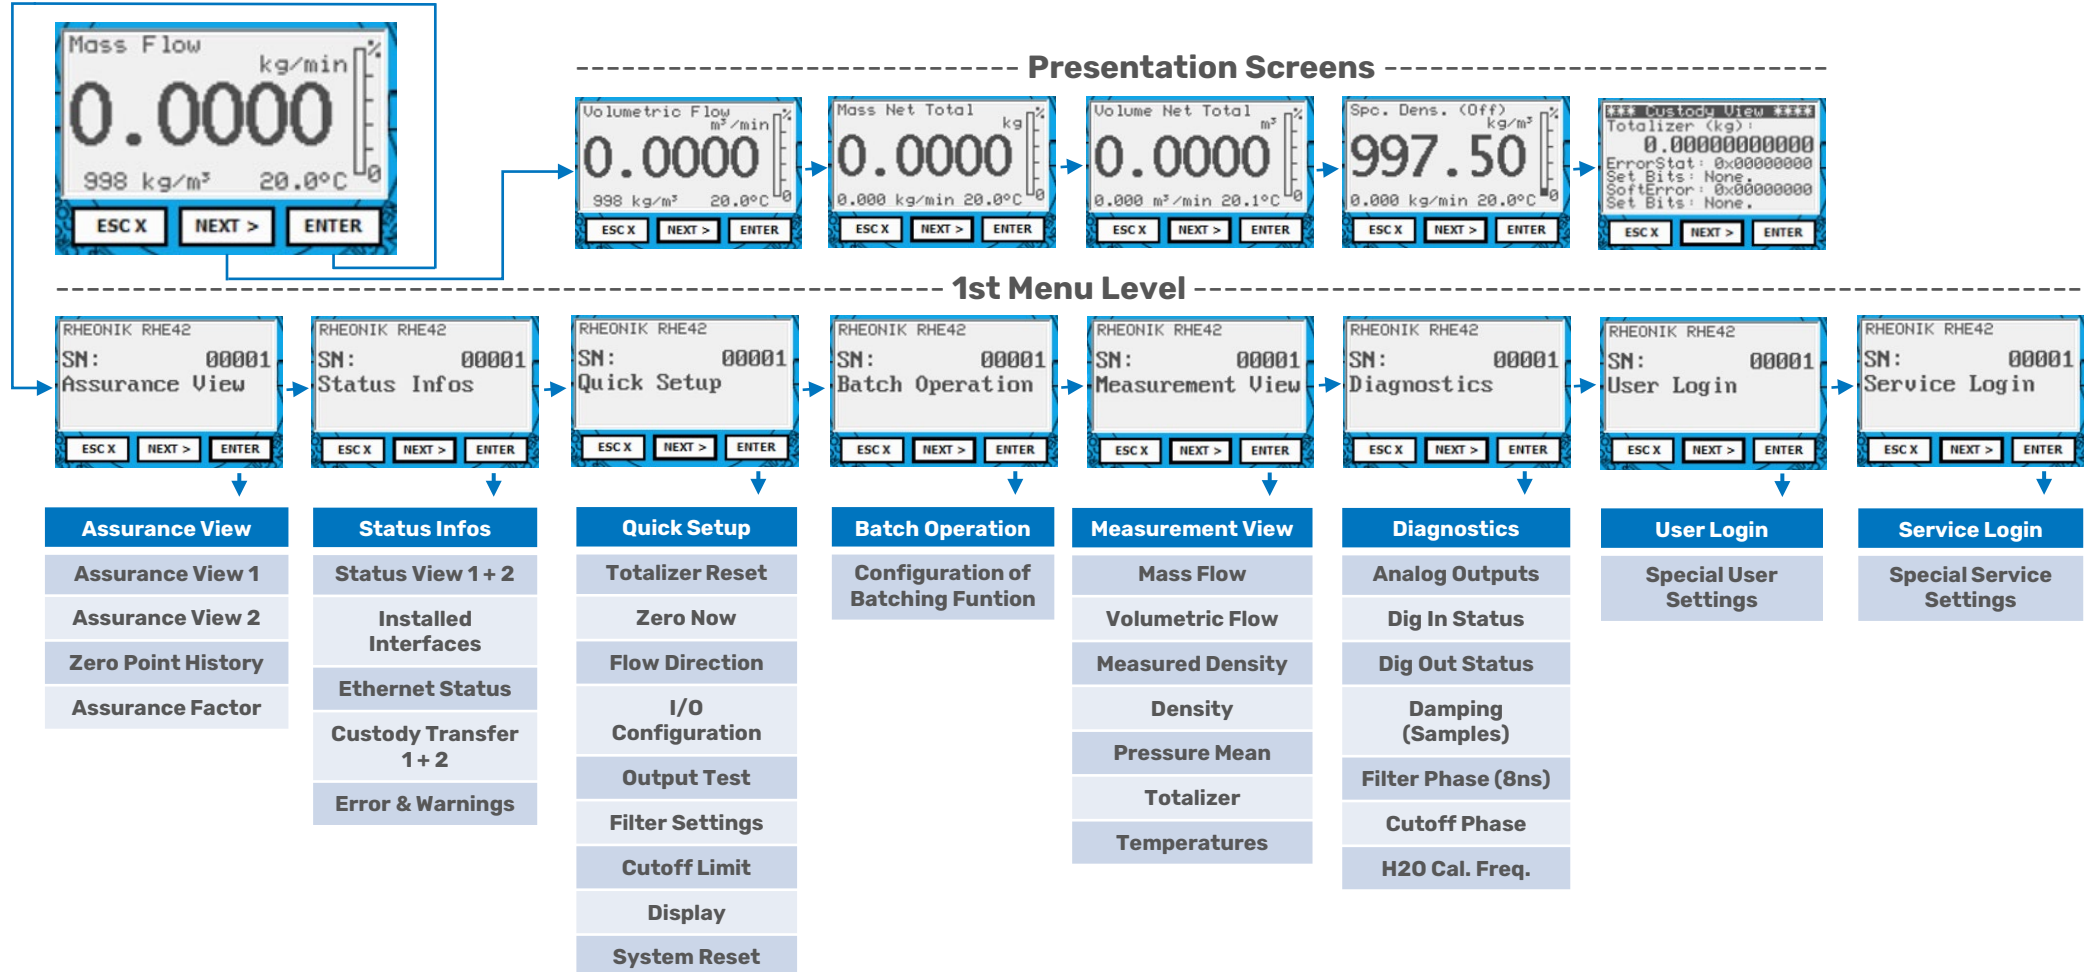 Mass Flow
%
kg/min
0.0000
998 kg/m³ 20.0°C
0
ESC X NEXT > ENTER
Presentation Screens
Volumetric Flow
%
m³/min
0.0000
998 kg/m³ 20.0°C
0
ESC X NEXT > ENTER
Mass Net Total
%
kg
0.0000
0.000 kg/min 20.0°C
0
ESC X NEXT > ENTER
Volume Net Total
%
m³
0.0000
0.000 m³/min 20.1°C
0
ESC X NEXT > ENTER
Spc. Dens. (Off)
%
kg/m³
997.50
0.000 kg/min 20.0°C
0
ESC X NEXT > ENTER
**** Custody View *****
Totalizer (kg):
0.00000000000
ErrorStat: 0x00000000
Set Bits: None.
SoftError: 0x00000000
Set Bits: None.
ESC X NEXT > ENTER
1st Menu Level
RHEONIK RHE42
SN: 00001
Assurance View
ESC X NEXT > ENTER
RHEONIK RHE42
SN: 00001
Status Infos
ESC X NEXT > ENTER
RHEONIK RHE42
SN: 00001
Quick Setup
ESC X NEXT > ENTER
RHEONIK RHE42
SN: 00001
Batch Operation
ESC X NEXT > ENTER
RHEONIK RHE42
SN: 00001
Measurement View
ESC X NEXT > ENTER
RHEONIK RHE42
SN: 00001
Diagnostics
ESC X NEXT > ENTER
RHEONIK RHE42
SN: 00001
User Login
ESC X NEXT > ENTER
RHEONIK RHE42
SN: 00001
Service Login
ESC X NEXT > ENTER
Assurance View
Assurance View 1
Assurance View 2
Zero Point History
Assurance Factor
Status Infos
Status View 1 + 2
Installed
Interfaces
Ethernet Status
Custody Transfer
1 + 2
Error & Warnings
Quick Setup
Totalizer Reset
Zero Now
Flow Direction
I/O
Configuration
Output Test
Filter Settings
Cutoff Limit
Display
System Reset
Batch Operation
Configuration of
Batching Funtion
Measurement View
Mass Flow
Volumetric Flow
Measured Density
Density
Pressure Mean
Totalizer
Temperatures
Diagnostics
Analog Outputs
Dig In Status
Dig Out Status
Damping
(Samples)
Filter Phase (8ns)
Cutoff Phase
H2O Cal. Freq.
User Login
Special User
Settings
Service Login
Special Service
Settings